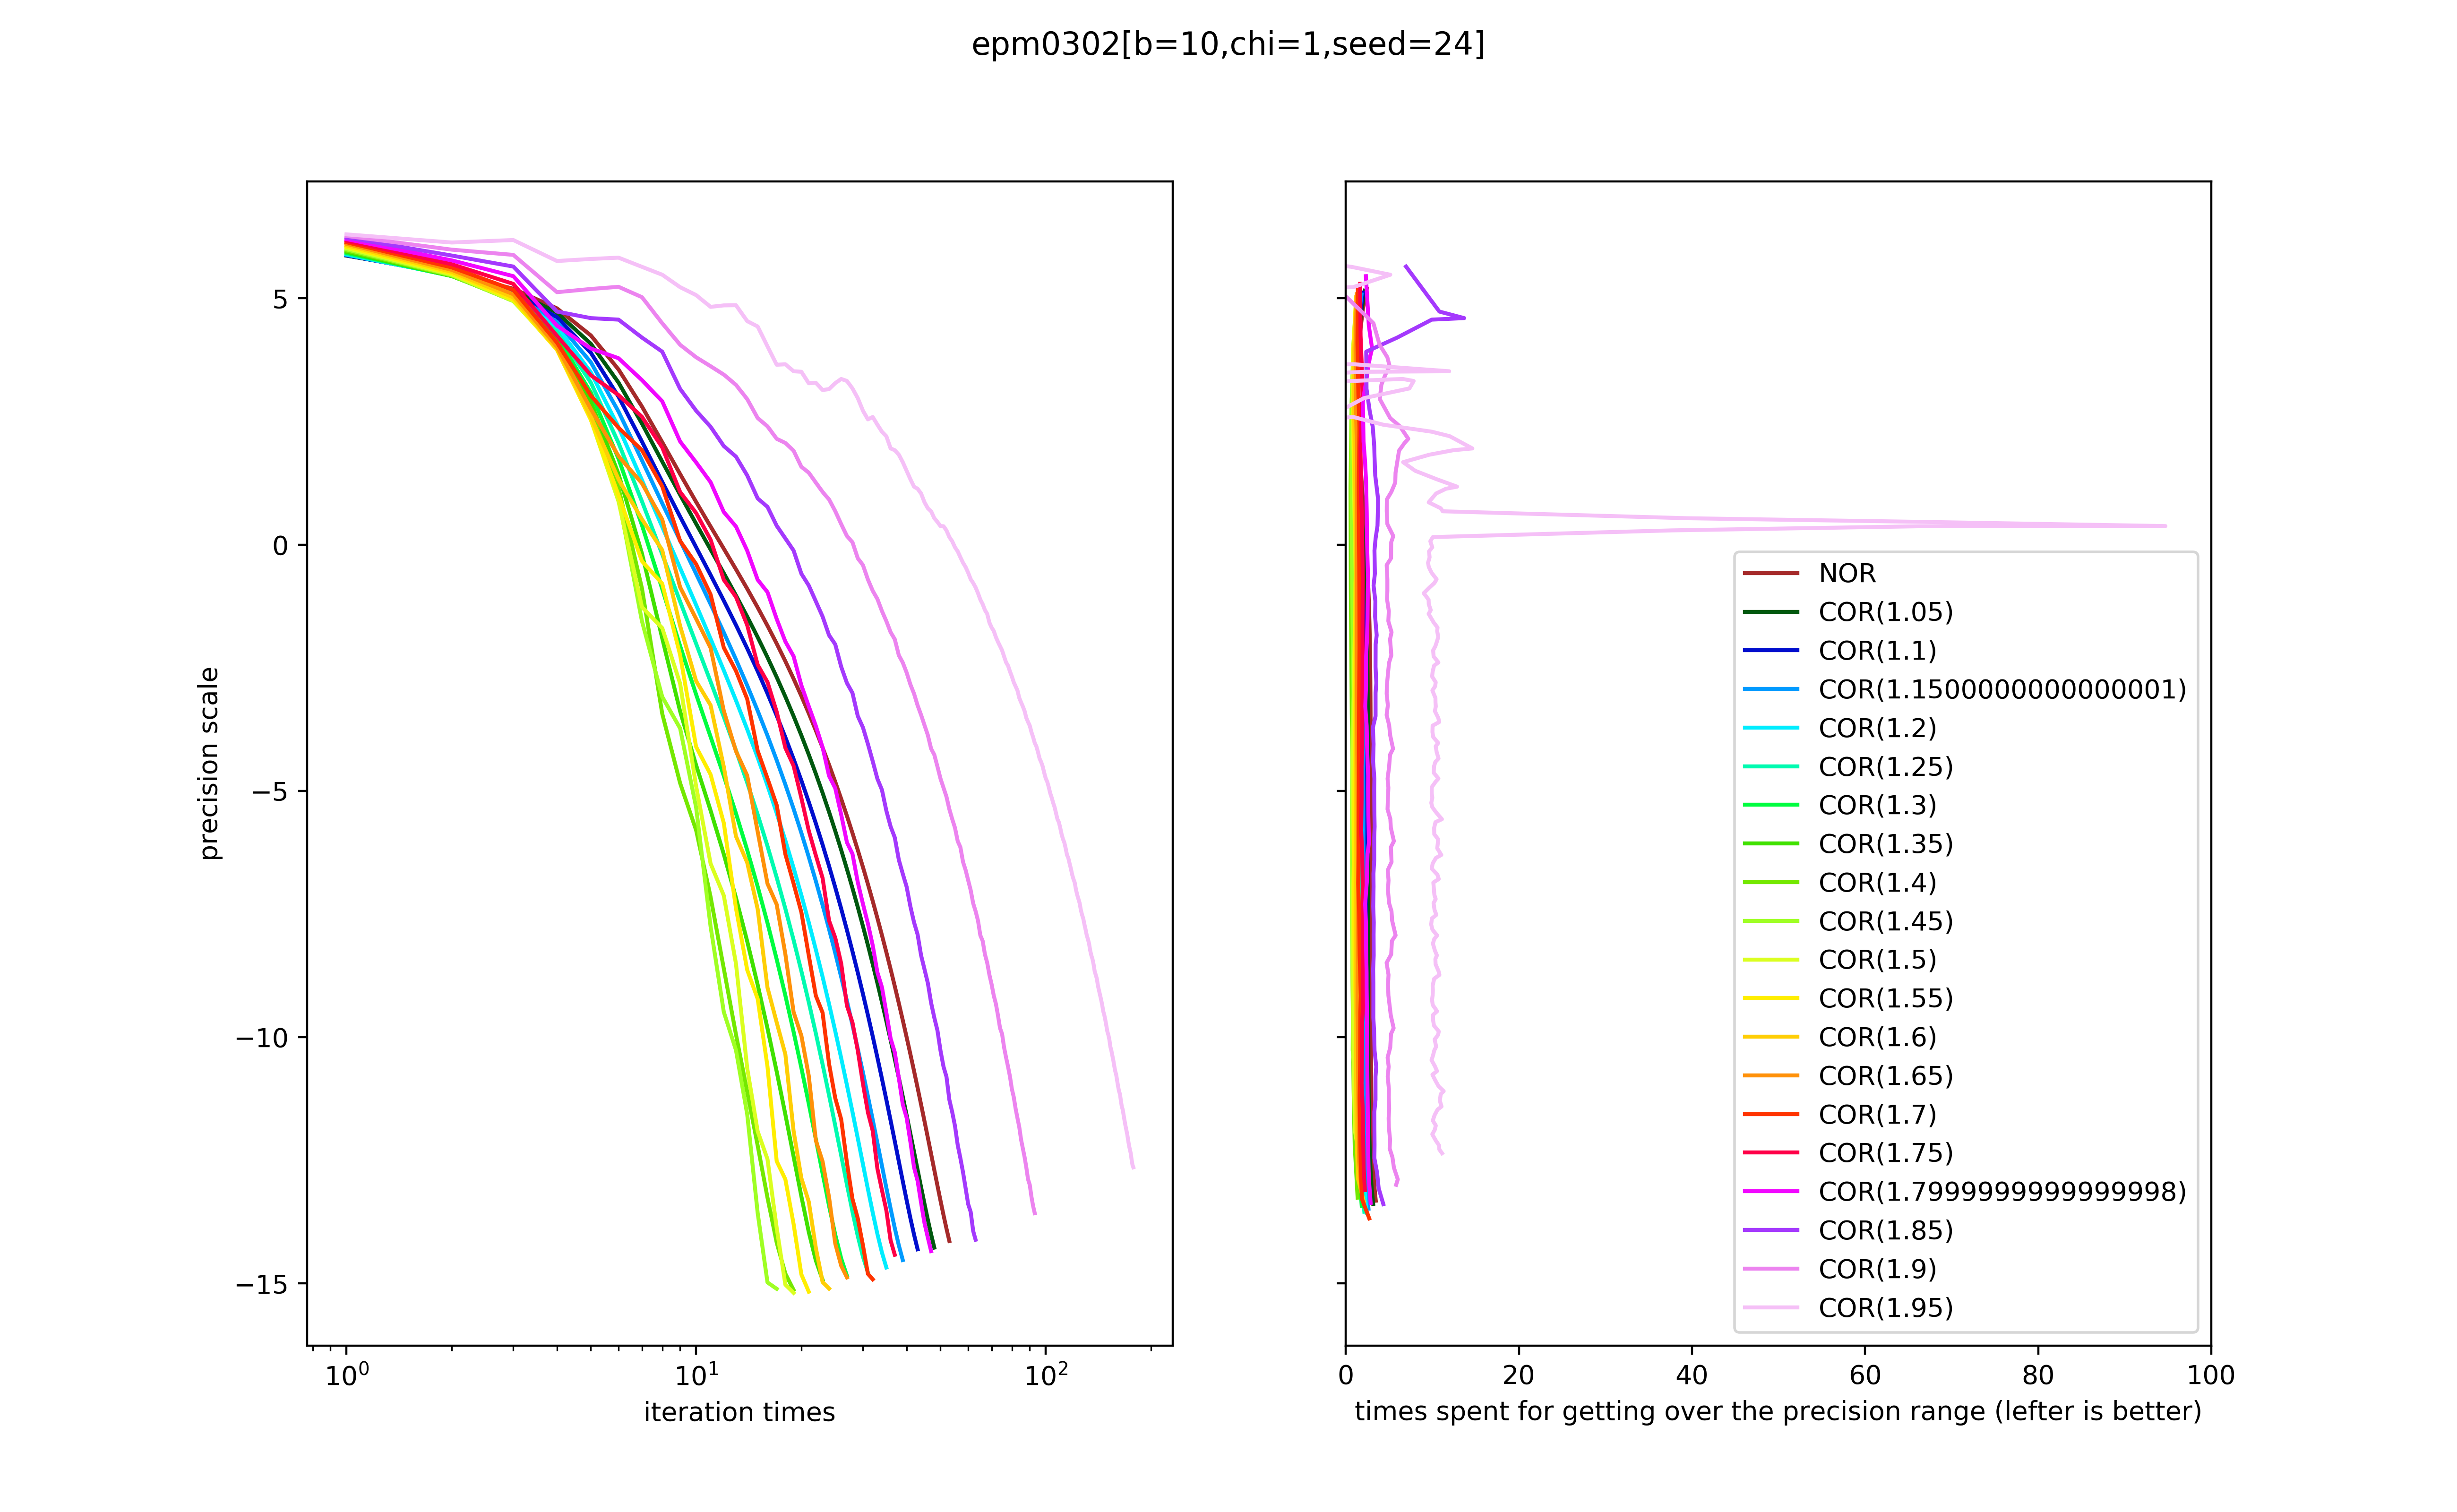 epm0302[b=10,chi=1,seed=24]
precision scale
5
0
−5
−10
−15
10⁰ 10¹ 10²
iteration times
NOR
COR(1.05)
COR(1.1)
COR(1.1500000000000001)
COR(1.2)
COR(1.25)
COR(1.3)
COR(1.35)
COR(1.4)
COR(1.45)
COR(1.5)
COR(1.55)
COR(1.6)
COR(1.65)
COR(1.7)
COR(1.75)
COR(1.7999999999999998)
COR(1.85)
COR(1.9)
COR(1.95)
0 20 40 60 80 100
times spent for getting over the precision range (lefter is better)